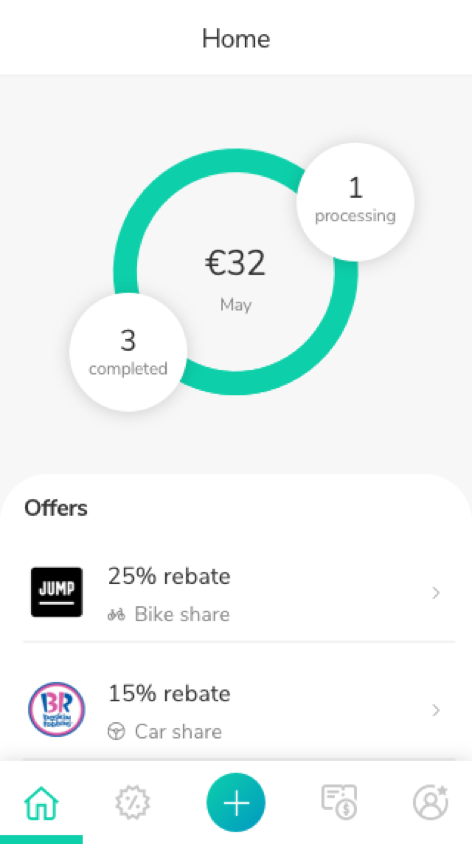 Home
1
processing
€32
May
3
completed
Offers
JUMP
25% rebate
Bike share
BR
baskin
robbins
15% rebate
Car share